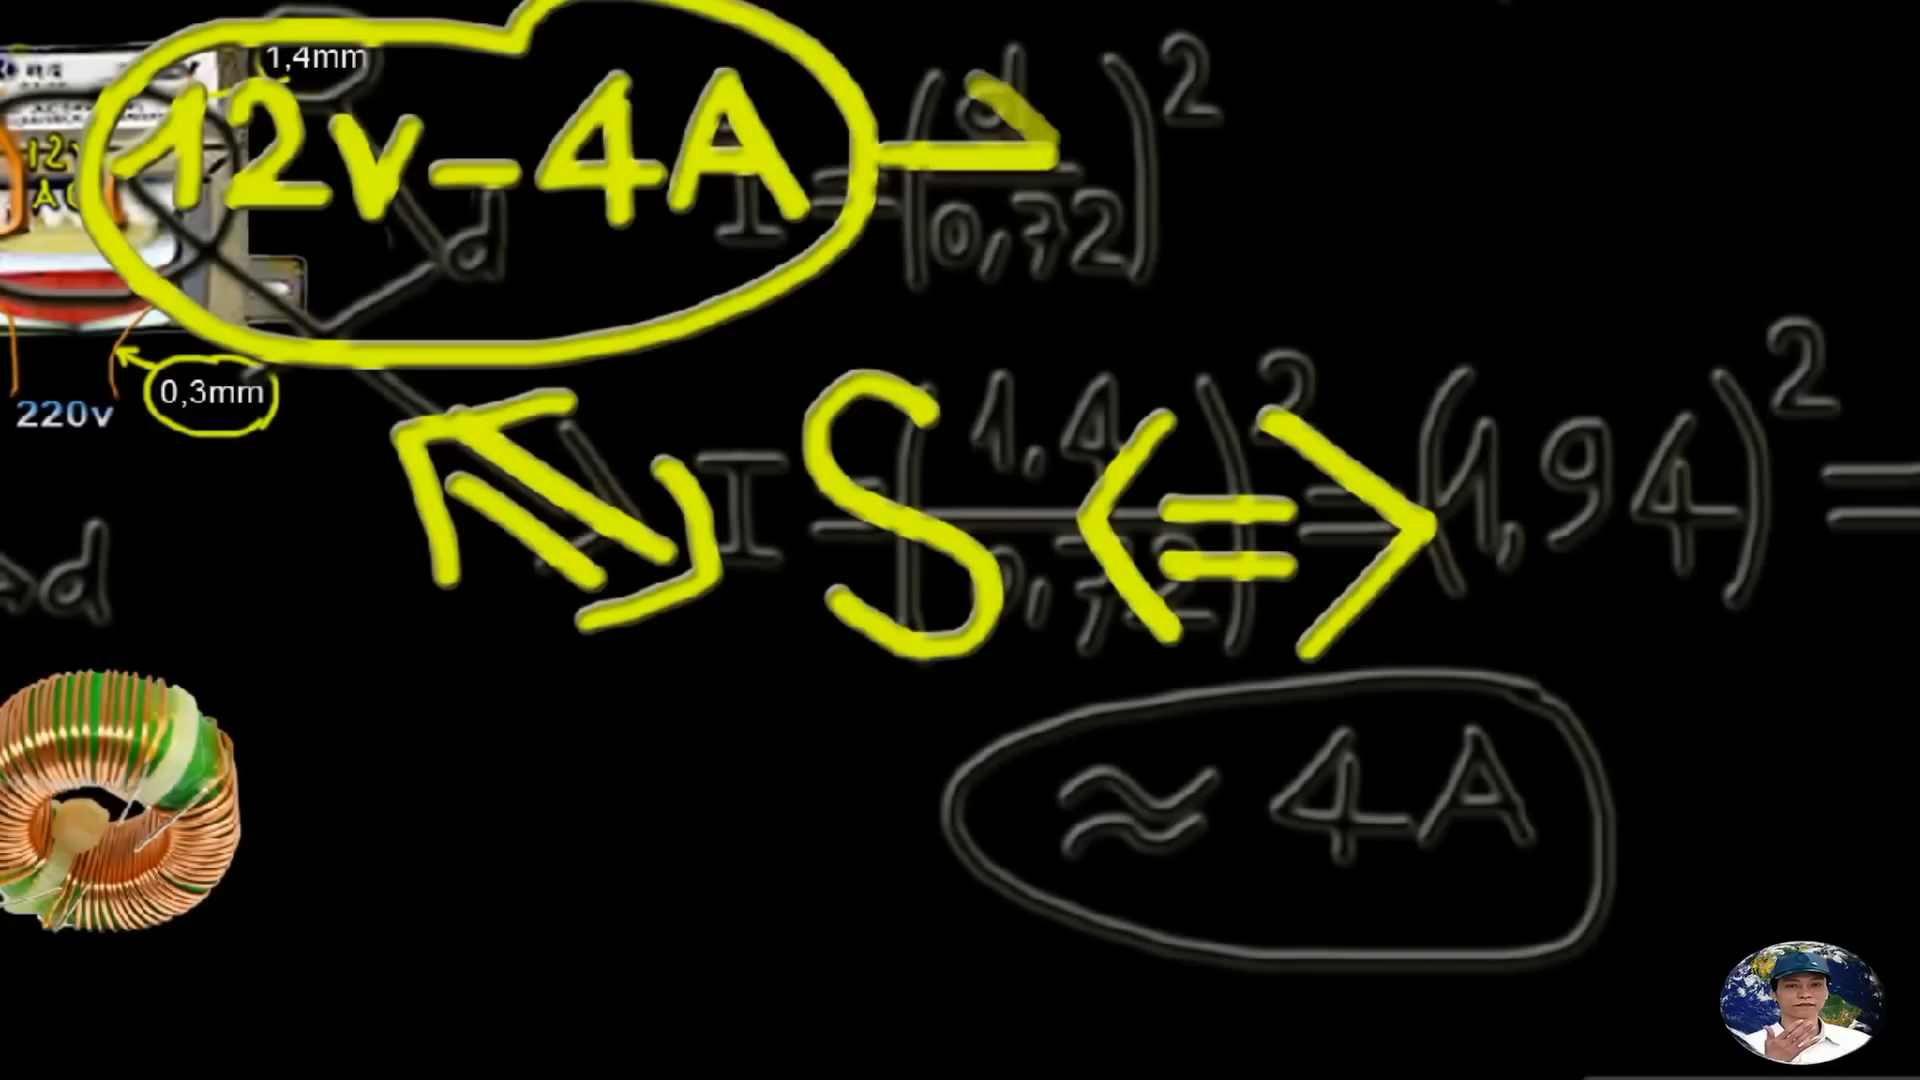 1,4mm
12v-4A
12v
d
I = (d/0,72)²
0,3mm
220v
S <=>
I = (1,4/0,72)² = (1,94)² =
d
≈ 4A